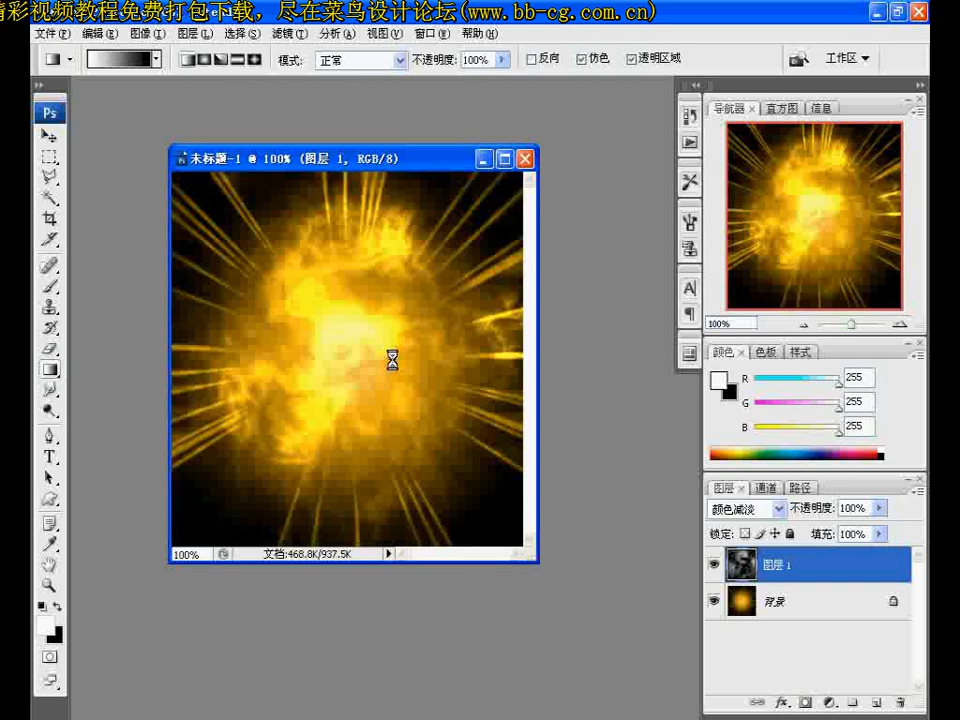 精彩视频教程免费打包下载，尽在菜鸟设计论坛(www.bb-cg.com.cn)
文件(F) 编辑(E) 图像(I) 图层(L) 选择(S) 滤镜(T) 分析(A) 视图(V) 窗口(W) 帮助(H)
模式: 正常 不透明度: 100% 反向 仿色 透明区域 工作区
Ps
导航器 × 直方图 信息
未标题-1 @ 100% (图层 1, RGB/8)
100%
颜色 × 色板 样式
R 255
G 255
B 255
图层 × 通道 路径
颜色减淡 不透明度: 100%
锁定: 填充: 100%
100% 文档:468.8K/937.5K
图层 1
背景